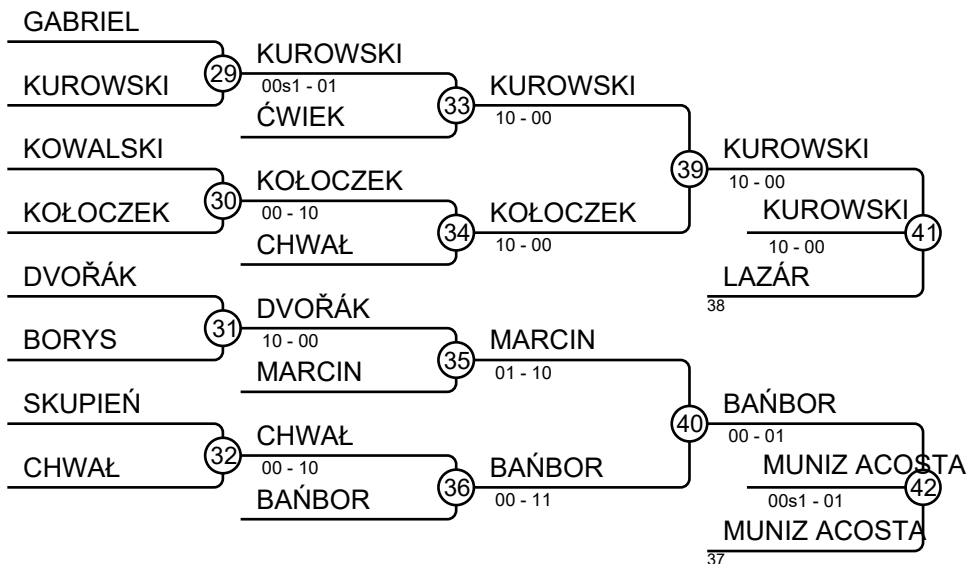 GABRIEL
KUROWSKI
29
KUROWSKI
00s1 - 01
ĆWIEK
33
KUROWSKI
10 - 00
KOWALSKI
KOŁOCZEK
30
KOŁOCZEK
00 - 10
CHWAŁ
34
KOŁOCZEK
10 - 00
39
KUROWSKI
10 - 00
KUROWSKI
10 - 00
41
LAZÁR
38
DVOŘÁK
BORYS
31
DVOŘÁK
10 - 00
MARCIN
35
MARCIN
01 - 10
SKUPIEŃ
CHWAŁ
32
CHWAŁ
00 - 10
BAŃBOR
36
BAŃBOR
00 - 11
40
BAŃBOR
00 - 01
MUNIZ ACOSTA
00s1 - 01
42
MUNIZ ACOSTA
37